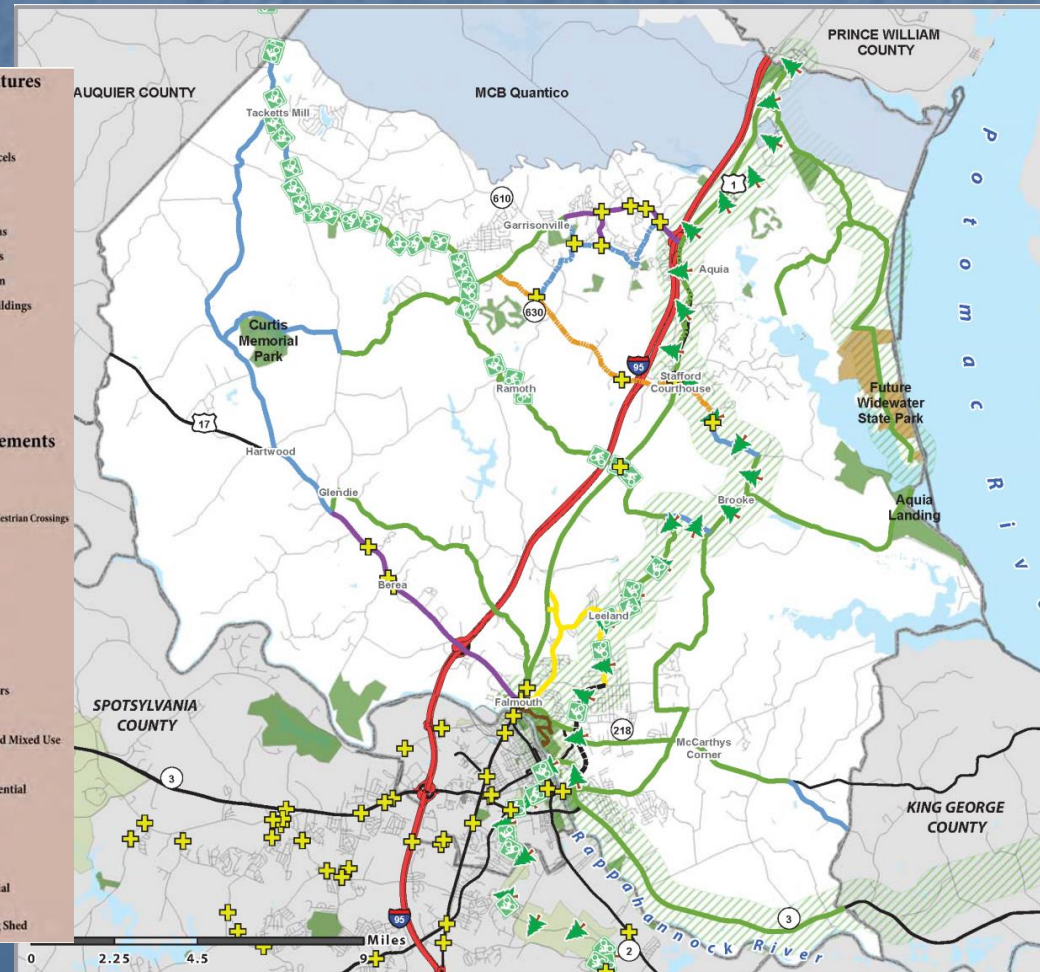 tures
cels
as
s
n
ildings
ements
estrian Crossings
rs
d Mixed Use
ential
ial
g Shed
PRINCE WILLIAM
COUNTY
AUQUIER COUNTY
MCB Quantico
Tacketts Mill
1
610
Garrisonville
Aquia
630
Curtis
Memorial
Park
95
Stafford
Courthouse
Ramoth
Future
Widewater
State Park
17
Hartwood
Glendie
Brooke
Aquia
Landing
Potomac Riv
Berea
Leeland
SPOTSYLVANIA
COUNTY
Falmouth
218
McCarthys
Corner
3
KING GEORGE
COUNTY
Rappahannock River
3
95
2
Miles
0 2.25 4.5 9